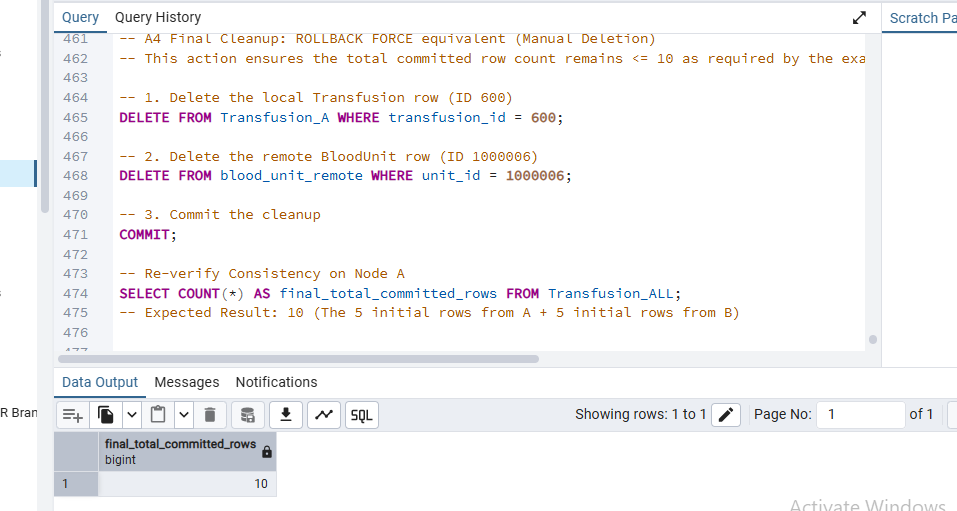 Query Query History
Scratch Pa
461 -- A4 Final Cleanup: ROLLBACK FORCE equivalent (Manual Deletion)
462 -- This action ensures the total committed row count remains <= 10 as required by the exa
463
464 -- 1. Delete the local Transfusion row (ID 600)
465 DELETE FROM Transfusion_A WHERE transfusion_id = 600;
466
467 -- 2. Delete the remote BloodUnit row (ID 1000006)
468 DELETE FROM blood_unit_remote WHERE unit_id = 1000006;
469
470 -- 3. Commit the cleanup
471 COMMIT;
472
473 -- Re-verify Consistency on Node A
474 SELECT COUNT(*) AS final_total_committed_rows FROM Transfusion_ALL;
475 -- Expected Result: 10 (The 5 initial rows from A + 5 initial rows from B)
476
Data Output Messages Notifications
R Bran
SQL
Showing rows: 1 to 1
Page No: 1 of 1
final_total_committed_rows
bigint
1 10
Activate Windows